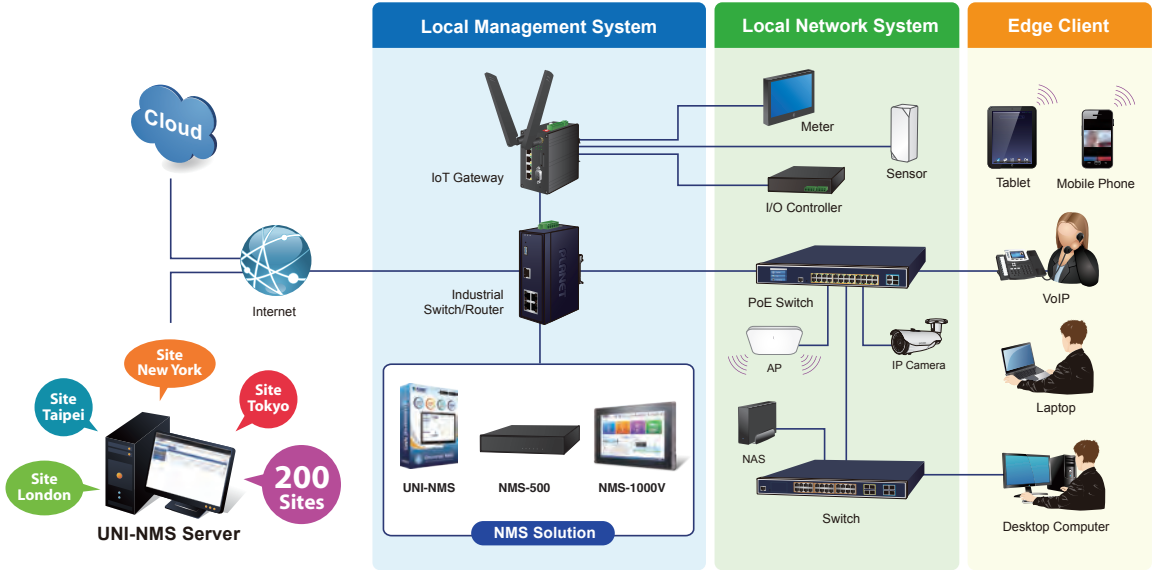 Local Management System
Local Network System
Edge Client
Cloud
Internet
Site
New York
Site
Taipei
Site
Tokyo
Site
London
200
Sites
UNI-NMS Server
IoT Gateway
Industrial
Switch/Router
PLANET
UNI-NMS
NMS-500
NMS-1000V
NMS Solution
Meter
Sensor
I/O Controller
PoE Switch
AP
IP Camera
NAS
Switch
Tablet
Mobile Phone
VoIP
Laptop
Desktop Computer